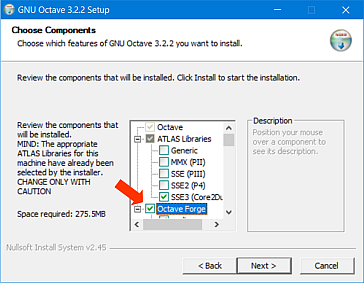 GNU Octave 3.2.2 Setup
Choose Components
Choose which features of GNU Octave 3.2.2 you want to install.
Review the components that will be installed. Click Install to start the installation.
Review the components that
will be installed.
MIND: The appropriate
ATLAS Libraries for this
machine have already been
selected by the installer.
CHANGE ONLY WITH
CAUTION
Space required: 275.5MB
Octave
ATLAS Libraries
Generic
MMX (PII)
SSE (PIII)
SSE2 (P4)
SSE3 (Core2Du
Octave Forge
Description
Position your mouse
over a component to
see its description.
Nullsoft Install System v2.45
< Back
Next >
Cancel